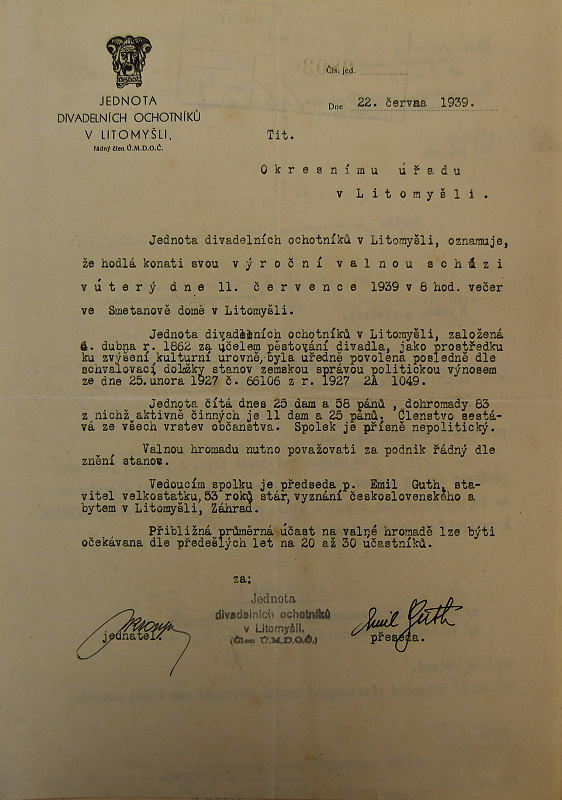 JEDNOTA
DIVADELNÍCH OCHOTNÍKŮ
V LITOMYŠLI,
řádný člen Ú.M.D.O.Č.
Čís. jed.
Dne 22. června 1939.
Tit.
Okresnímu úřadu
v Litomyšli.
Jednota divadelních ochotníků v Litomyšli, oznamuje,
že hodlá konati svou výroční valnou schůzi
v úterý dne 11. července 1939 v 8 hod. večer
ve Smetanově domě v Litomyšli.
Jednota divadelních ochotníků v Litomyšli, založená
dubna r. 1862 za účelem pěstování divadla, jako prostředku
ku zvýšení kulturní úrovně, byla úředně povolena posledně dle
schvalovací doložky stanov zemskou správou politickou výnosem
ze dne 25. února 1927 č. 66106 z r. 1927 2A 1049.
Jednota čítá dnes 25 dam a 58 pánů , dohromady 83
z nichž aktivně činných je 11 dam a 25 pánů. Členstvo sestá-
vá ze všech vrstev občanstva. Spolek je přísně nepolitický.
Valnou hromadu nutno považovati za podnik řádný dle
znění stanov.
Vedoucím spolku je předseda p. Emil Guth, sta-
vitel velkostatku, 53 roků stár, vyznání československého a
bytem v Litomyšli, Záhrad.
Přibližná průměrná účast na valné hromadě lze býti
očekávana dle předešlých let na 20 až 30 účastníků.
za:
Jednota
divadelních ochotníků
v Litomyšli,
(Člen Ú.M.D.O.Č.)
jednatel.
Emil Guth
přeseda.